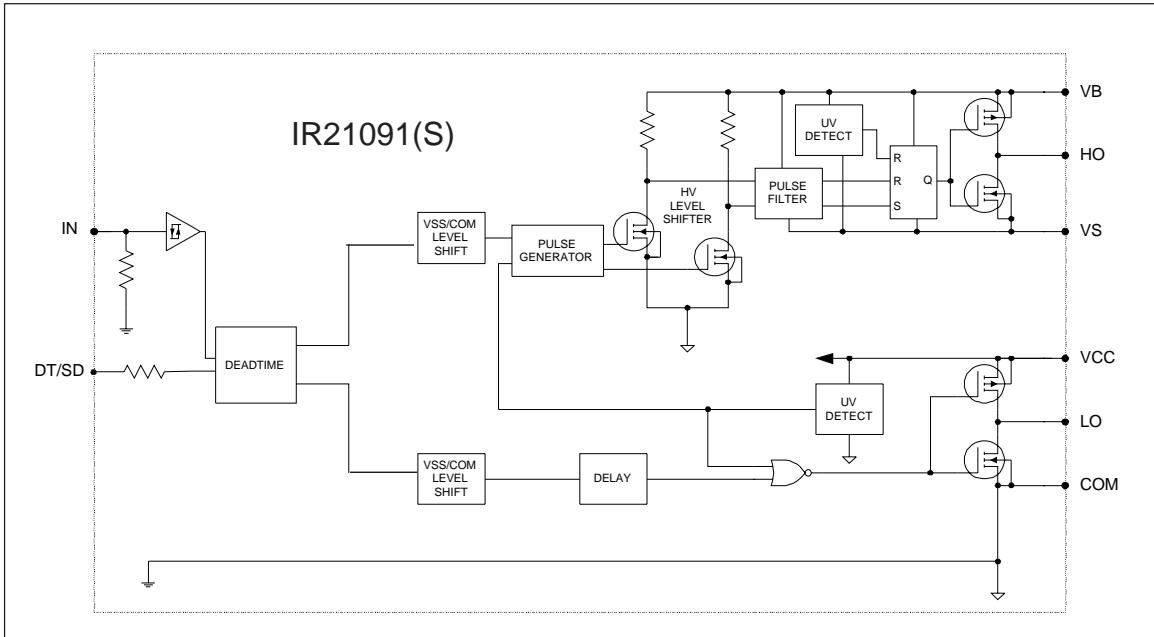 IR21091(S)
VB
UV
DETECT
R
R
S
Q
HO
HV
LEVEL
SHIFTER
PULSE
FILTER
IN
VSS/COM
LEVEL
SHIFT
PULSE
GENERATOR
VS
DT/SD
DEADTIME
VCC
UV
DETECT
LO
VSS/COM
LEVEL
SHIFT
DELAY
COM